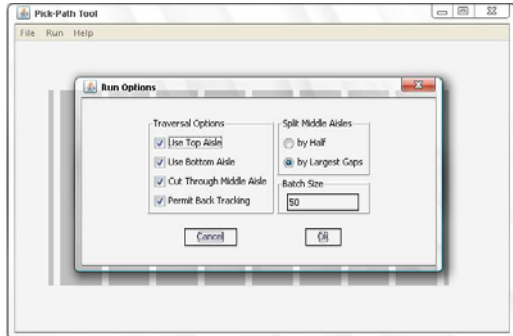 Pick-Path Tool
File Run Help
Run Options
Traversal Options
Use Top Aisle
Use Bottom Aisle
Cut Through Middle Aisle
Permit Back Tracking
Split Middle Aisles
by Half
by Largest Gaps
Batch Size
50
Cancel
Ok